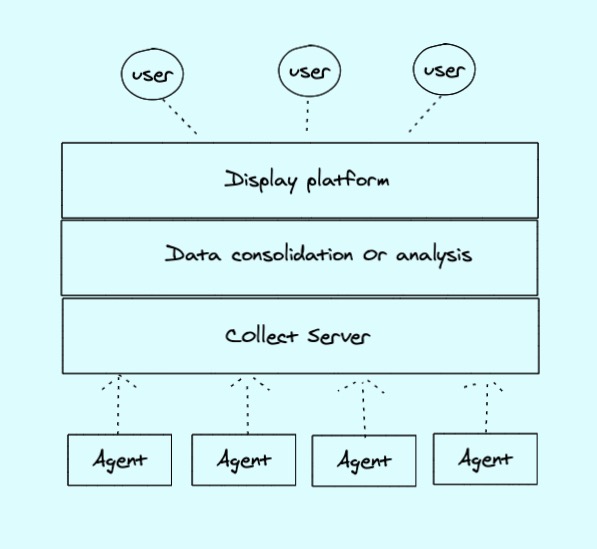 user
user
user
Display platform
Data consolidation Or analysis
Collect Server
Agent
Agent
Agent
Agent